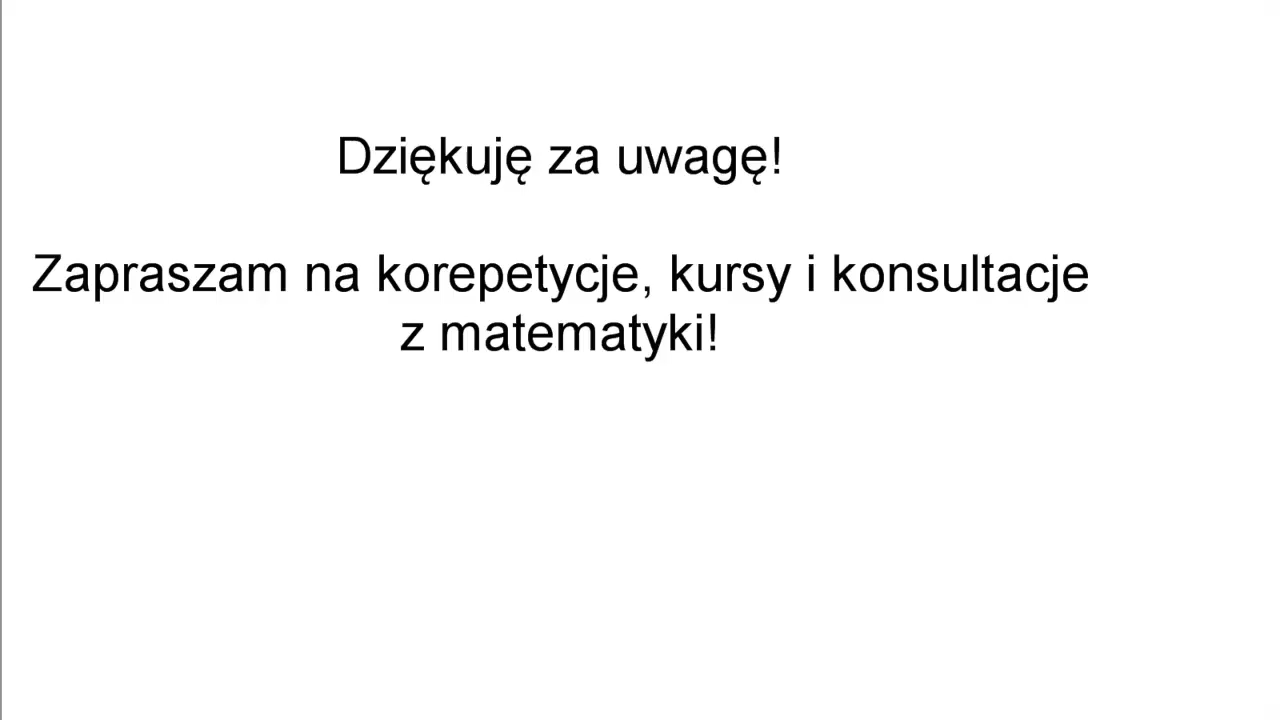 Dziękuję za uwagę!
Zapraszam na korepetycje, kursy i konsultacje
z matematyki!